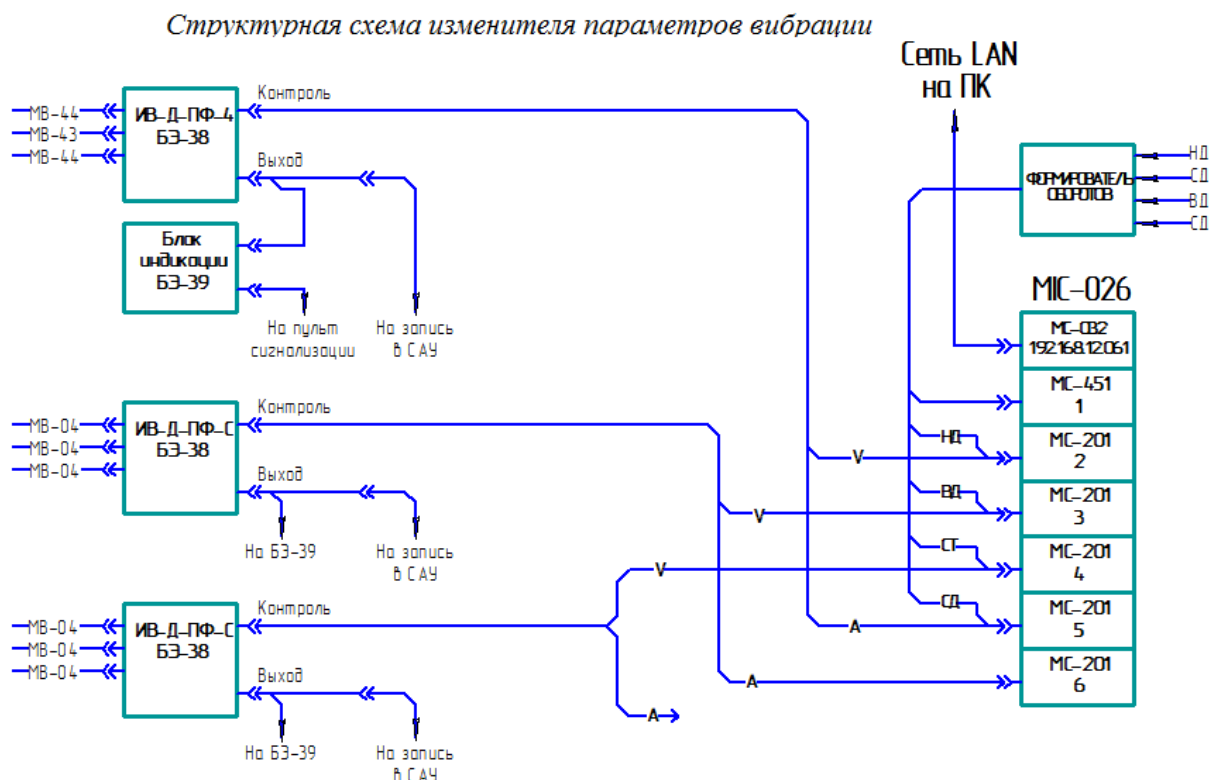 Структурная схема изменителя параметров вибрации
Сеть LAN
на ПК
МВ-44
МВ-43
МВ-44
ИВ-Д-ПФ-4
БЭ-38
Контроль
Выход
Блок
индикации
БЭ-39
На пульт
сигнализации
На запись
в САУ
ФОРМИРОВАТЕЛЬ
ОБОРОТОВ
НД
СД
ВД
СД
МВ-04
МВ-04
МВ-04
ИВ-Д-ПФ-С
БЭ-38
Контроль
Выход
На БЭ-39
На запись
в САУ
МВ-04
МВ-04
МВ-04
ИВ-Д-ПФ-С
БЭ-38
Контроль
Выход
На БЭ-39
На запись
в САУ
V
V
V
A
A
A
НД
ВД
СТ
СД
MIC-026
МС-032
192.168.12.061
МС-451
1
МС-201
2
МС-201
3
МС-201
4
МС-201
5
МС-201
6